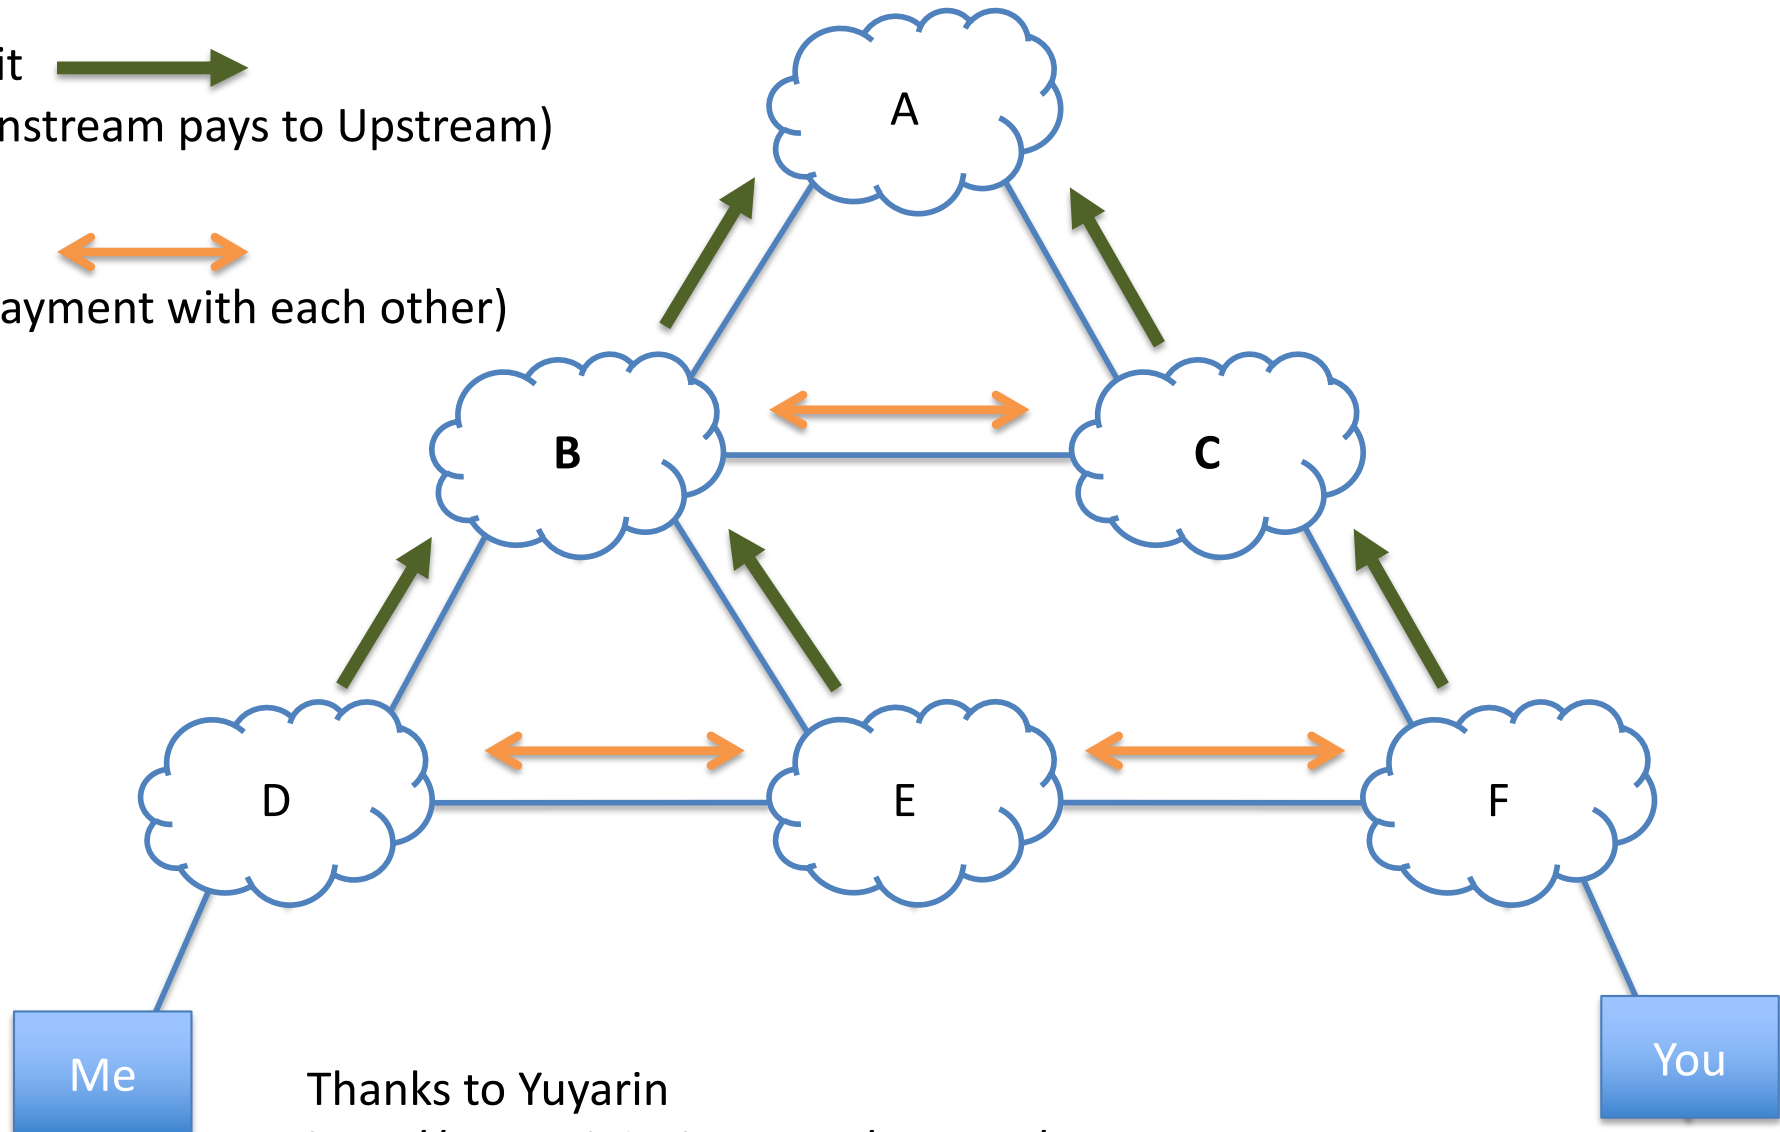 it
nstream pays to Upstream)
ayment with each other)
A
B
C
D
E
F
Me
You
Thanks to Yuyarin